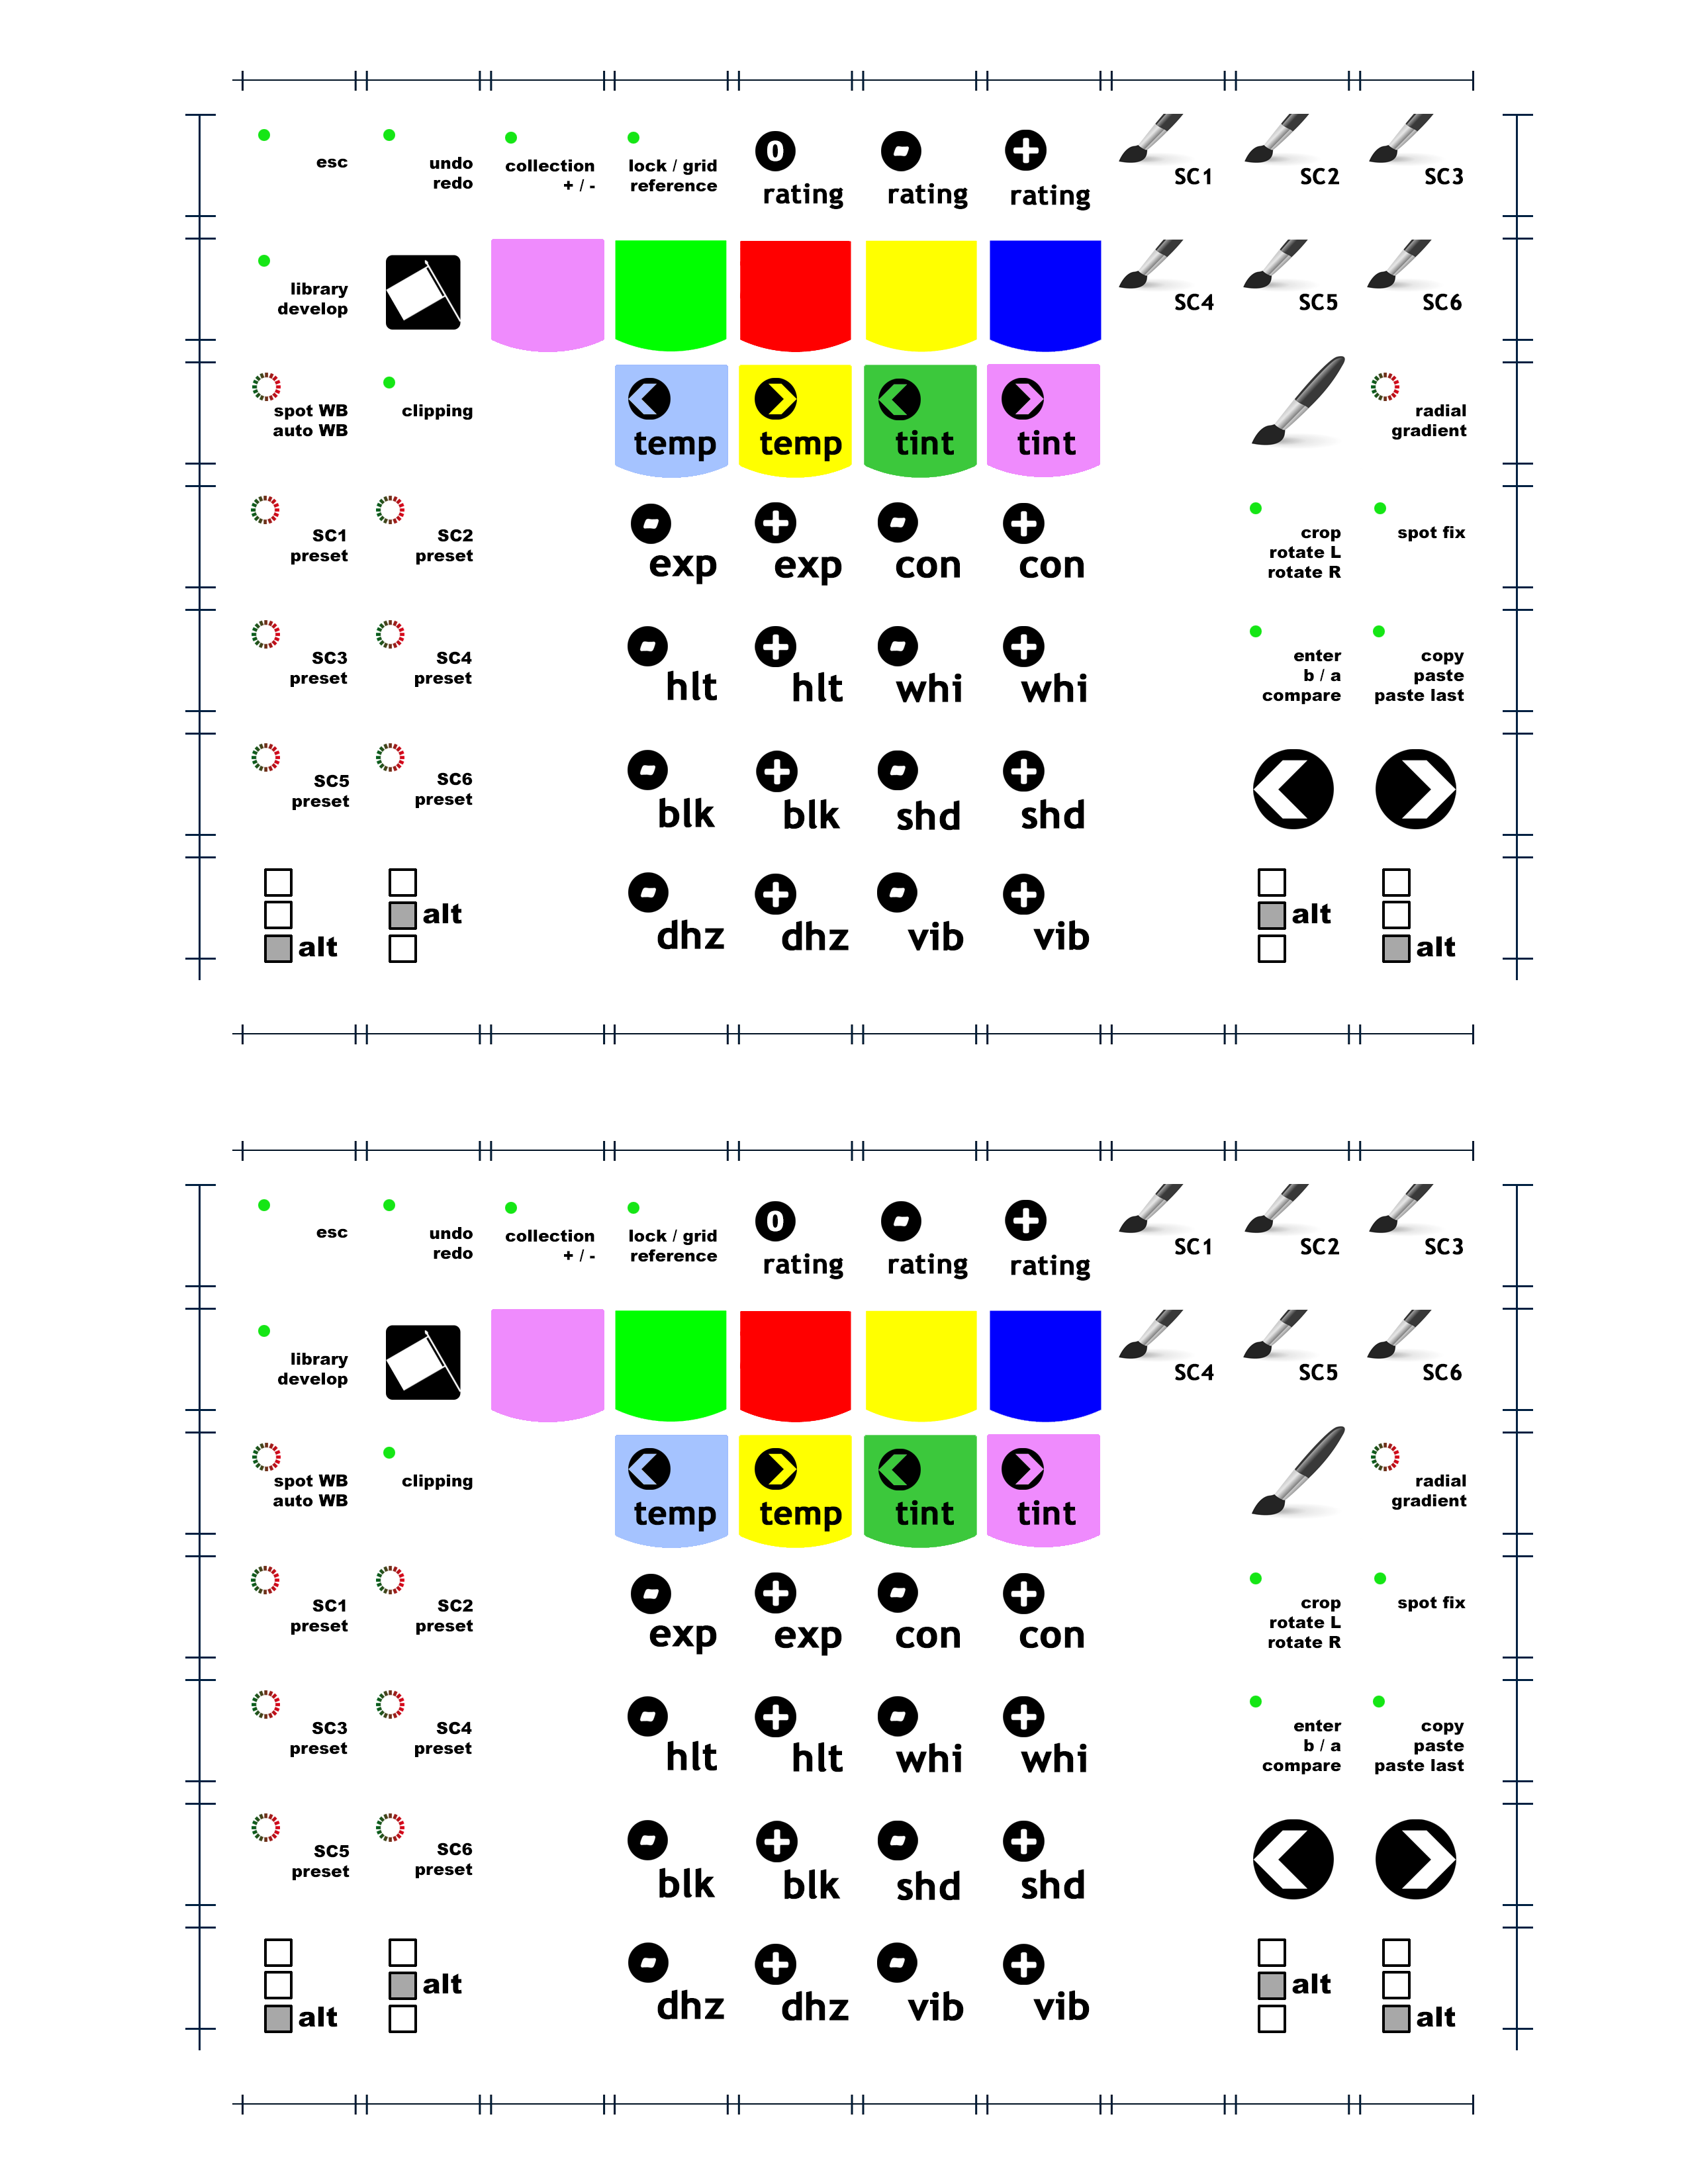 esc
undo
redo
collection
+ / -
lock / grid
reference
0
rating
-
rating
+
rating
SC1
SC2
SC3
library
develop
SC4
SC5
SC6
spot WB
auto WB
clipping
temp
temp
tint
tint
radial
gradient
SC1
preset
SC2
preset
-
exp
+
exp
-
con
+
con
crop
rotate L
rotate R
spot fix
SC3
preset
SC4
preset
-
hlt
+
hlt
-
whi
+
whi
enter
b / a
compare
copy
paste
paste last
SC5
preset
SC6
preset
-
blk
+
blk
-
shd
+
shd
alt
alt
-
dhz
+
dhz
-
vib
+
vib
alt
alt
esc
undo
redo
collection
+ / -
lock / grid
reference
0
rating
-
rating
+
rating
SC1
SC2
SC3
library
develop
SC4
SC5
SC6
spot WB
auto WB
clipping
temp
temp
tint
tint
radial
gradient
SC1
preset
SC2
preset
-
exp
+
exp
-
con
+
con
crop
rotate L
rotate R
spot fix
SC3
preset
SC4
preset
-
hlt
+
hlt
-
whi
+
whi
enter
b / a
compare
copy
paste
paste last
SC5
preset
SC6
preset
-
blk
+
blk
-
shd
+
shd
alt
alt
-
dhz
+
dhz
-
vib
+
vib
alt
alt